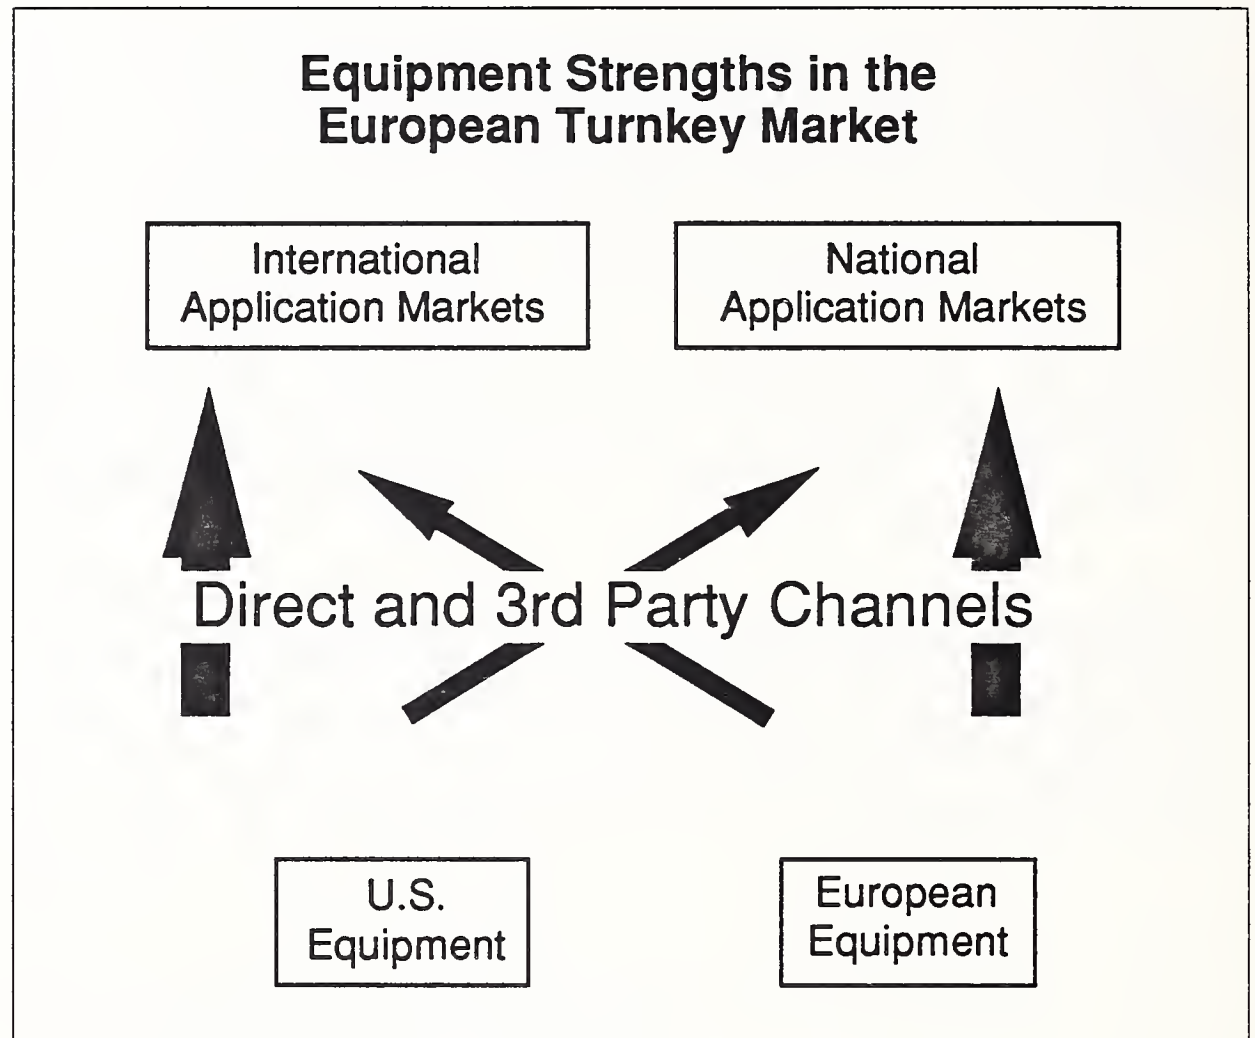 Equipment Strengths in the
European Turnkey Market
International
Application Markets
National
Application Markets
Direct and 3rd Party Channels
U.S.
Equipment
European
Equipment